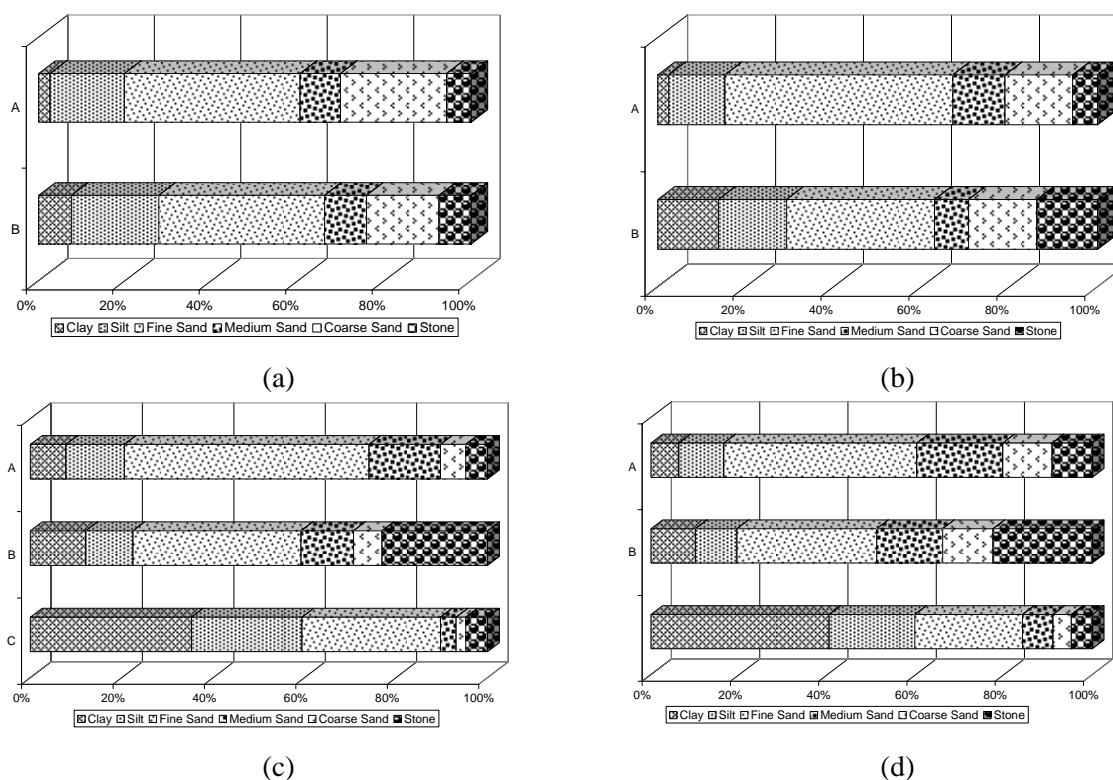 A
B
0% 20% 40% 60% 80% 100%
Clay Silt Fine Sand Medium Sand Coarse Sand Stone
(a)
A
B
0% 20% 40% 60% 80% 100%
Clay Silt Fine Sand Medium Sand Coarse Sand Stone
(b)
A
B
C
0% 20% 40% 60% 80% 100%
Clay Silt Fine Sand Medium Sand Coarse Sand Stone
(c)
A
B
0% 20% 40% 60% 80% 100%
Clay Silt Fine Sand Medium Sand Coarse Sand Stone
(d)